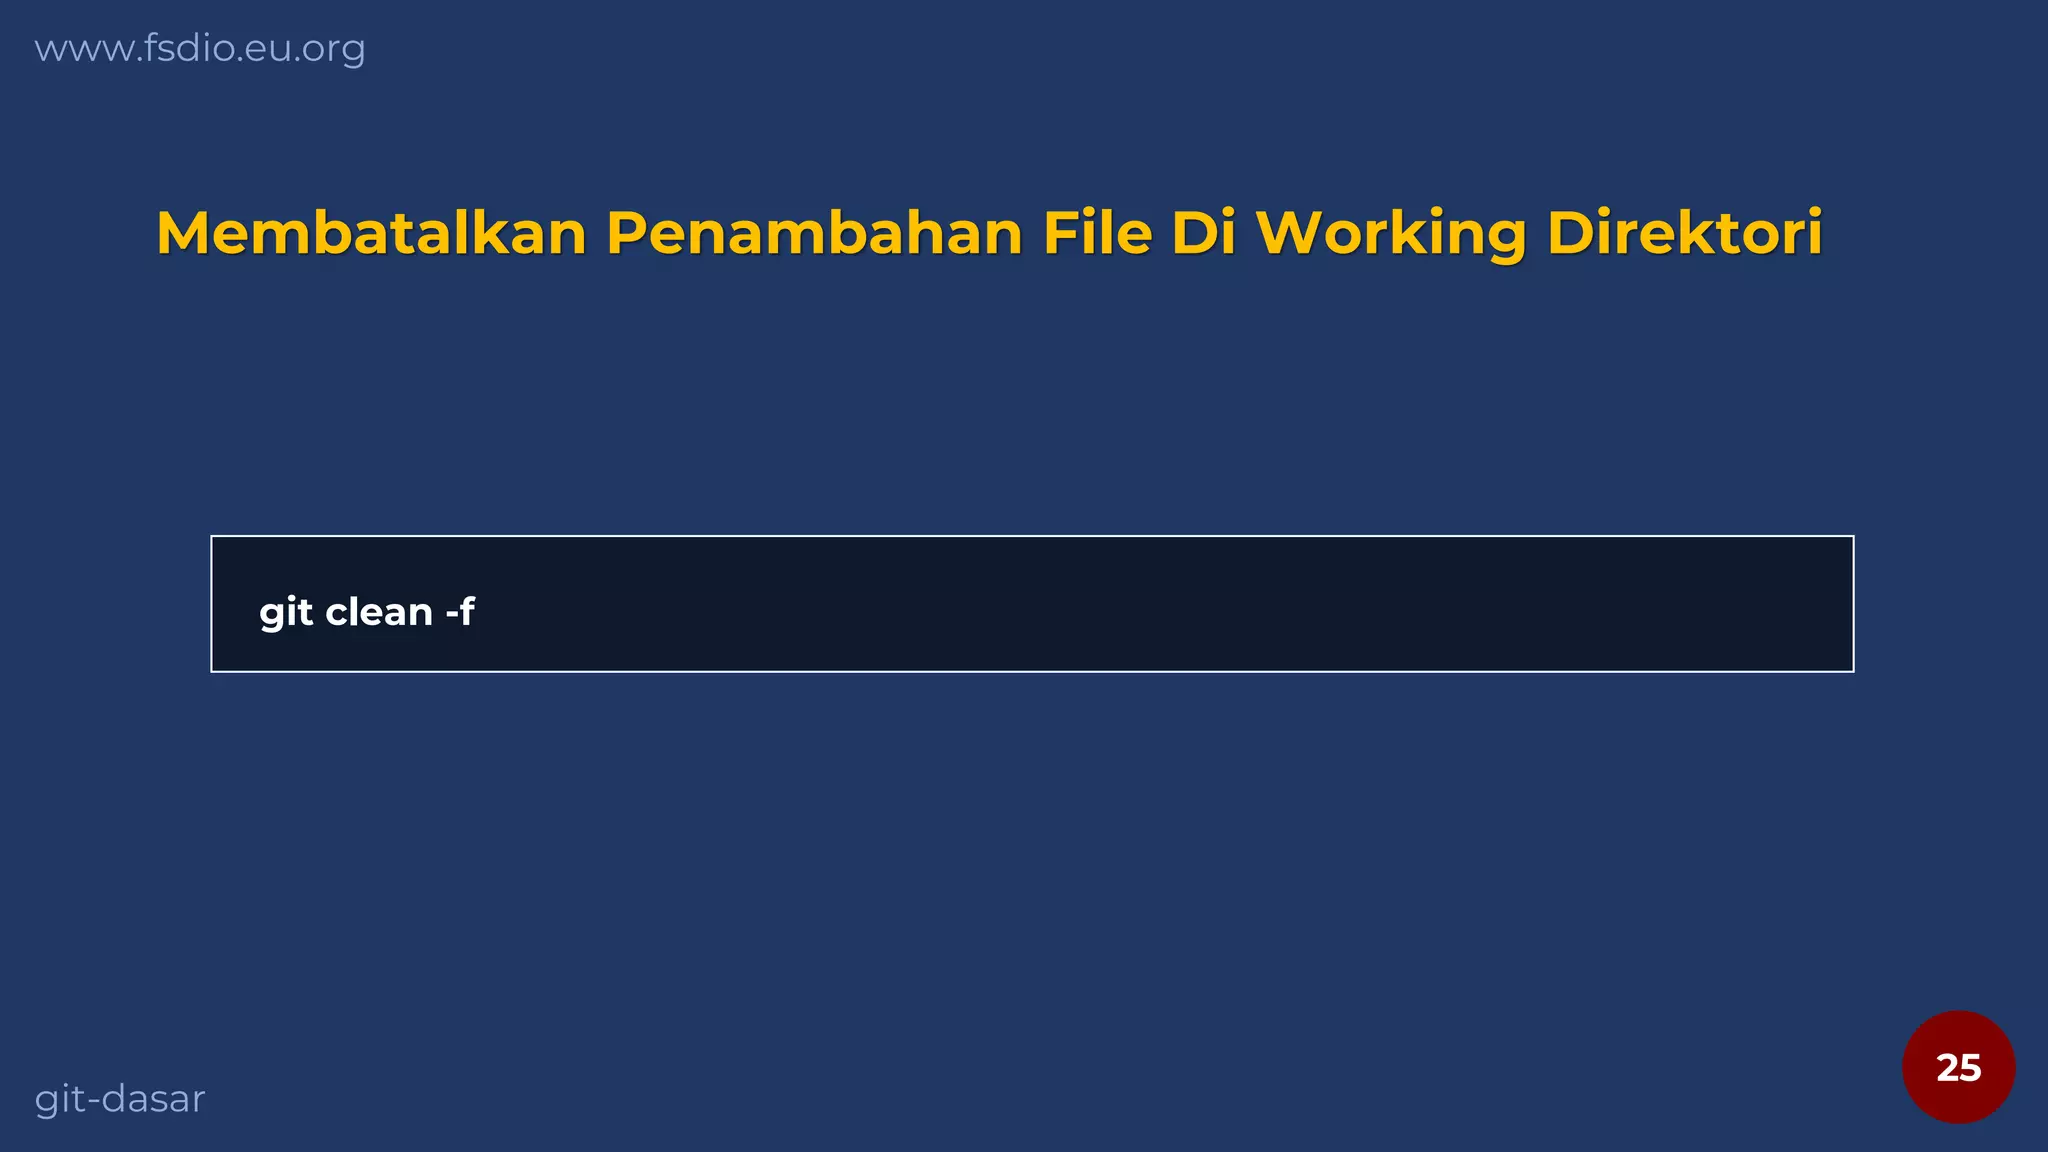 www.fsdio.eu.org
Membatalkan Penambahan File Di Working Direktori
git clean -f
25
git-dasar